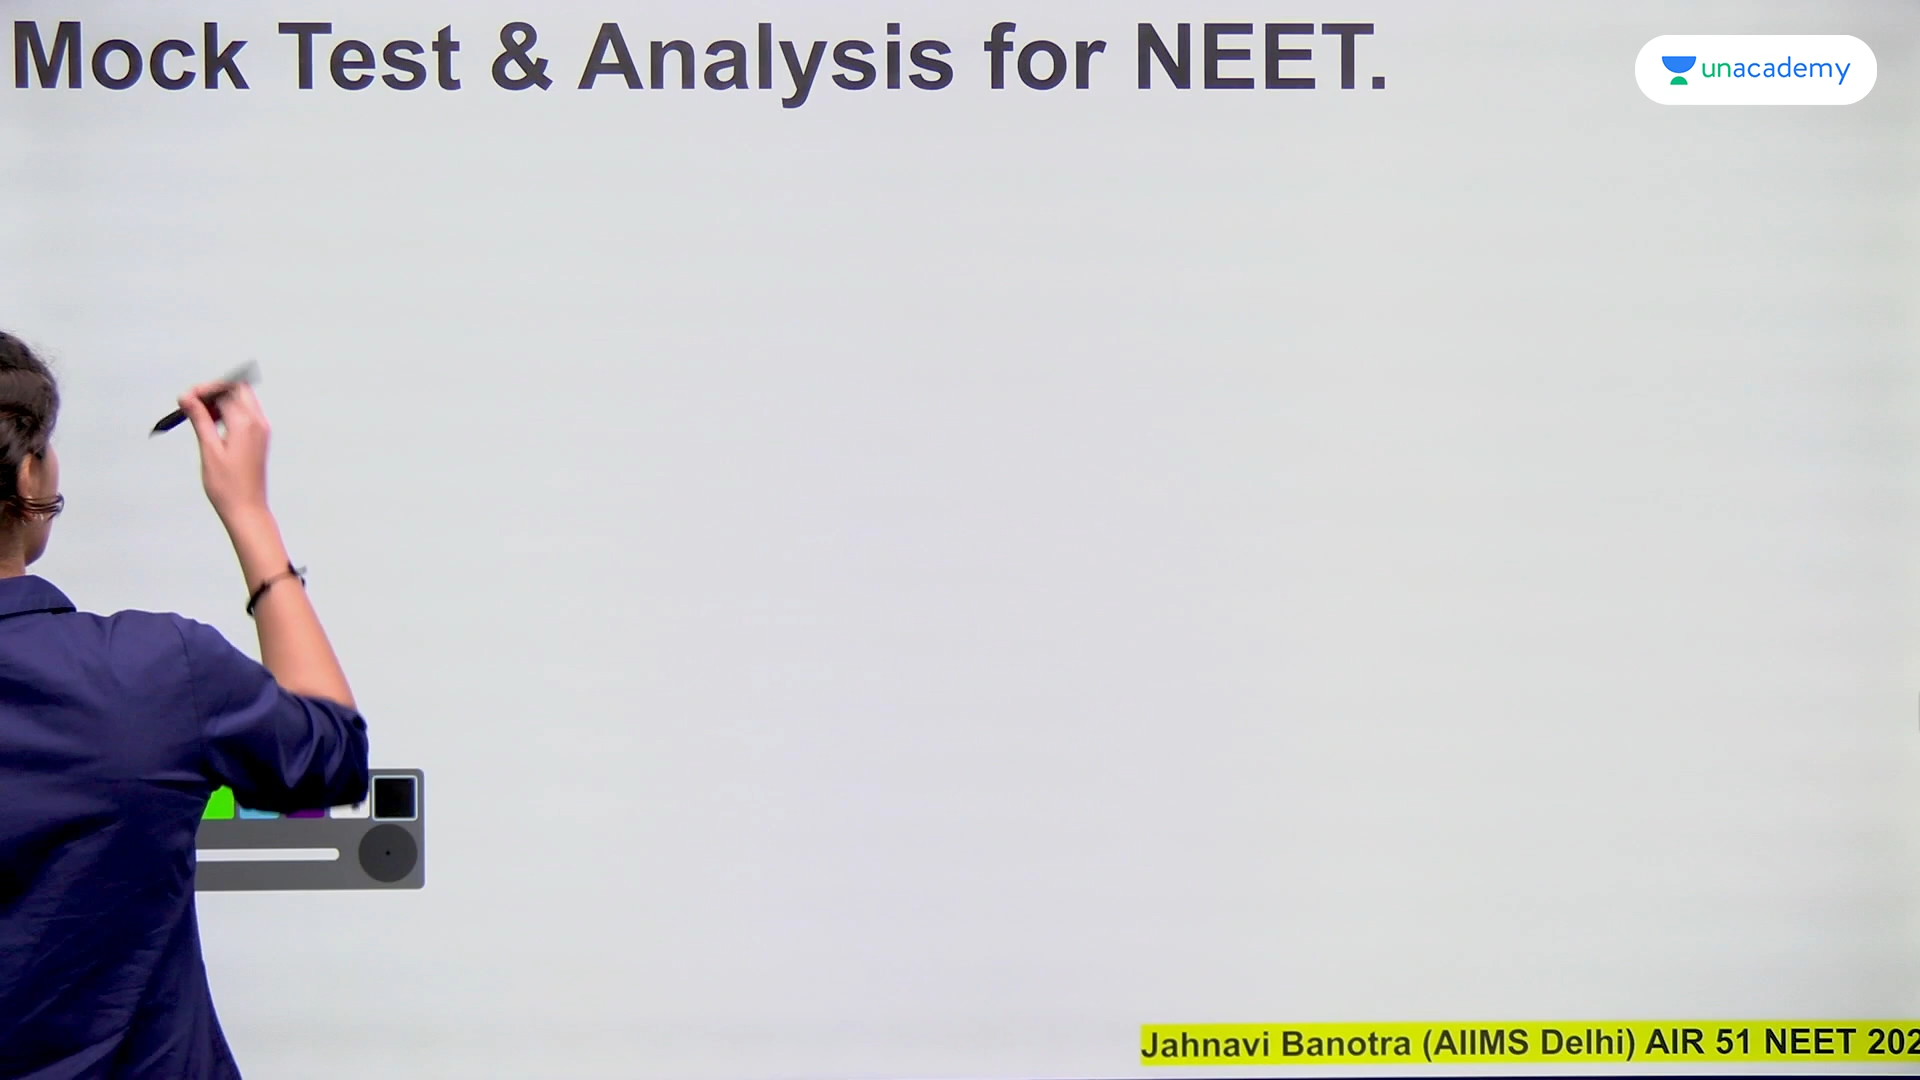 Mock Test & Analysis for NEET.
unacademy
Jahnavi Banotra (AIIMS Delhi) AIR 51 NEET 202